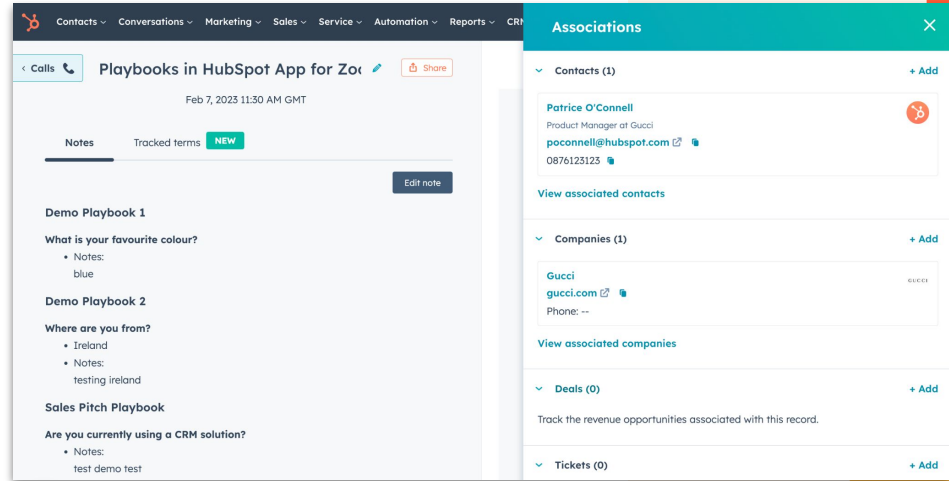 Contacts Conversations Marketing Sales Service Automation Reports
Calls
Playbooks in HubSpot App for
Share
Feb 7, 2023 11:30 AM GMT
Notes
Tracked terms NEW
Edit note
Demo Playbook 1
What is your favourite colour?
• Notes:
blue
Demo Playbook 2
Where are you from?
• Ireland
• Notes:
testing ireland
Sales Pitch Playbook
Are you currently using a CRM solution?
• Notes:
test demo test
Associations
Contacts (1)
+ Add
Patrice O'Connell
Product Manager at Gucci
poconnell@hubspot.com
0876123123
View associated contacts
Companies (1)
+ Add
Gucci
GUCCI
gucci.com
Phone: --
View associated companies
Deals (0)
+ Add
Track the revenue opportunities associated with this record.
Tickets (0)
+ Add